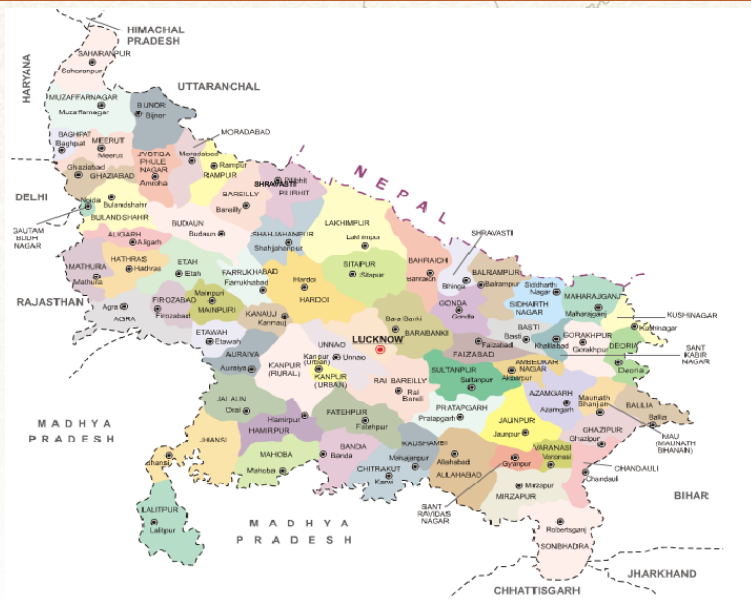 HIMACHAL
PRADESH
SAHARANPUR
Saharanpur
HARYANA
UTTARANCHAL
MUZAFFARNAGAR
Muzaffarnagar
BIJNOR
Bijnor
BAGHPAT
Baghpat
MEERUT
Meerut
MORADABAD
Moradabad
JYOTIBA
PHULE
NAGAR
Amroha
Rampur
RAMPUR
Ghaziabad
GHAZIABAD
SHRAVASTI
Pilibhit
PILIBHIT
NEPAL
DELHI
Noida
Bulandshahr
BULANDSHAHR
BAREILLY
Bareilly
GAUTAM
BUDH
NAGAR
BUDAUN
Budaun
SHAHJAHANPUR
Shahjahanpur
LAKHIMPUR
Lakhimpur
SHRAVASTI
ALIGARH
Aligarh
HATHRAS
Hathras
MATHURA
Mathura
ETAH
Etah
FARRUKHABAD
Farrukhabad
SITAPUR
Sitapur
BAHRAICH
Bahraich
Bhinga
BALRAMPUR
Balrampur
Siddharth
Nagar
SIDHARTH
NAGAR
MAHARAJGANJ
Maharajganj
KUSHINAGAR
Kushinagar
RAJASTHAN
Agra
AGRA
FIROZABAD
Firozabad
Mainpuri
MAINPURI
Hardoi
HARDOI
KANAUJ
Kannauj
GONDA
Gonda
Bara Banki
BARABANKI
BASTI
Basti
Khalilabad
GORAKHPUR
Gorakhpur
DEORIA
Deoria
SANT
KABIR
NAGAR
ETAWAH
Etawah
AURAIYA
Auraiya
LUCKNOW
UNNAO
Unnao
Kanpur
(Urban)
KANPUR
(URBAN)
KANPUR
(RURAL)
Faizabad
FAIZABAD
AMBEDKAR
NAGAR
Akbarpur
SULTANPUR
Sultanpur
RAI BAREILLY
Rai
Bareli
AZAMGARH
Azamgarh
Maunath
Bhanjan
BALLIA
Ballia
MAU
(MAUNATH
BHANJAN)
JALAUN
Orai
Hamirpur
HAMIRPUR
FATEHPUR
Fatehpur
PRATAPGARH
Pratapgarh
JAUNPUR
Jaunpur
GHAZIPUR
Ghazipur
MADHYA
PRADESH
JHANSI
Jhansi
MAHOBA
Mahoba
BANDA
Banda
KAUSHAMBI
Manjhanpur
CHITRAKUT
Karwi
Allahabad
ALLAHABAD
Gyanpur
VARANASI
Varanasi
CHANDAULI
Chandauli
Mirzapur
MIRZAPUR
SANT
RAVIDAS
NAGAR
BIHAR
LALITPUR
Lalitpur
MADHYA
PRADESH
Robertsganj
SONBHADRA
JHARKHAND
CHHATTISGARH